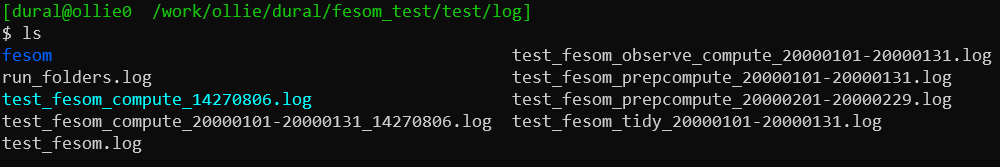 [dural@ollie0  /work/ollie/dural/fesom_test/test/log]
$ ls
fesom                                            test_fesom_observe_compute_20000101-20000131.log
run_folders.log                                  test_fesom_prepcompute_20000101-20000131.log
test_fesom_compute_14270806.log                  test_fesom_prepcompute_20000201-20000229.log
test_fesom_compute_20000101-20000131_14270806.log  test_fesom_tidy_20000101-20000131.log
test_fesom.log